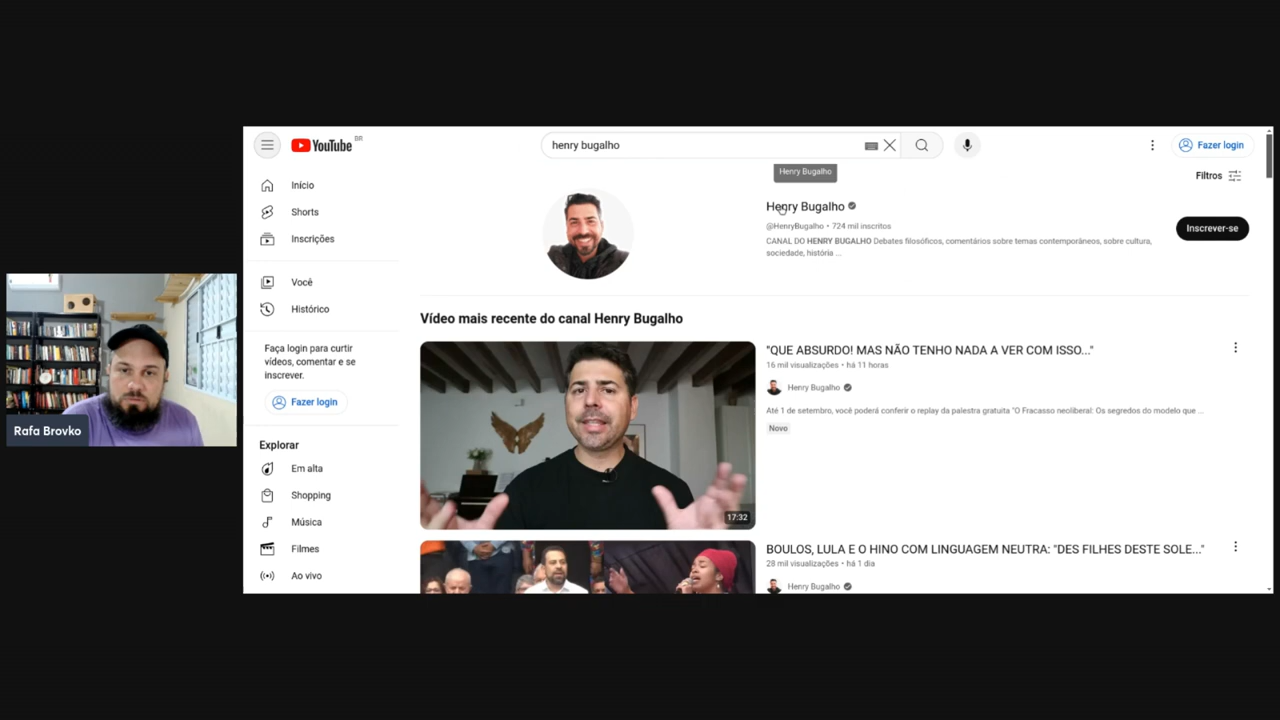 YouTube BR
henry bugalho
Fazer login
Henry Bugalho
Filtros
Início
Shorts
Inscrições
Você
Histórico
Faça login para curtir
vídeos, comentar e se
inscrever.
Fazer login
Explorar
Em alta
Shopping
Música
Filmes
Ao vivo
Henry Bugalho
@HenryBugalho • 724 mil inscritos
CANAL DO HENRY BUGALHO Debates filosóficos, comentários sobre temas contemporâneos, sobre cultura,
sociedade, história ...
Inscrever-se
Vídeo mais recente do canal Henry Bugalho
17:32
"QUE ABSURDO! MAS NÃO TENHO NADA A VER COM ISSO..."
16 mil visualizações • há 11 horas
Henry Bugalho
Até 1 de setembro, você poderá conferir o replay da palestra gratuita "O Fracasso neoliberal: Os segredos do modelo que ...
Novo
BOULOS, LULA E O HINO COM LINGUAGEM NEUTRA: "DES FILHES DESTE SOLE..."
28 mil visualizações • há 1 dia
Henry Bugalho
Rafa Brovko